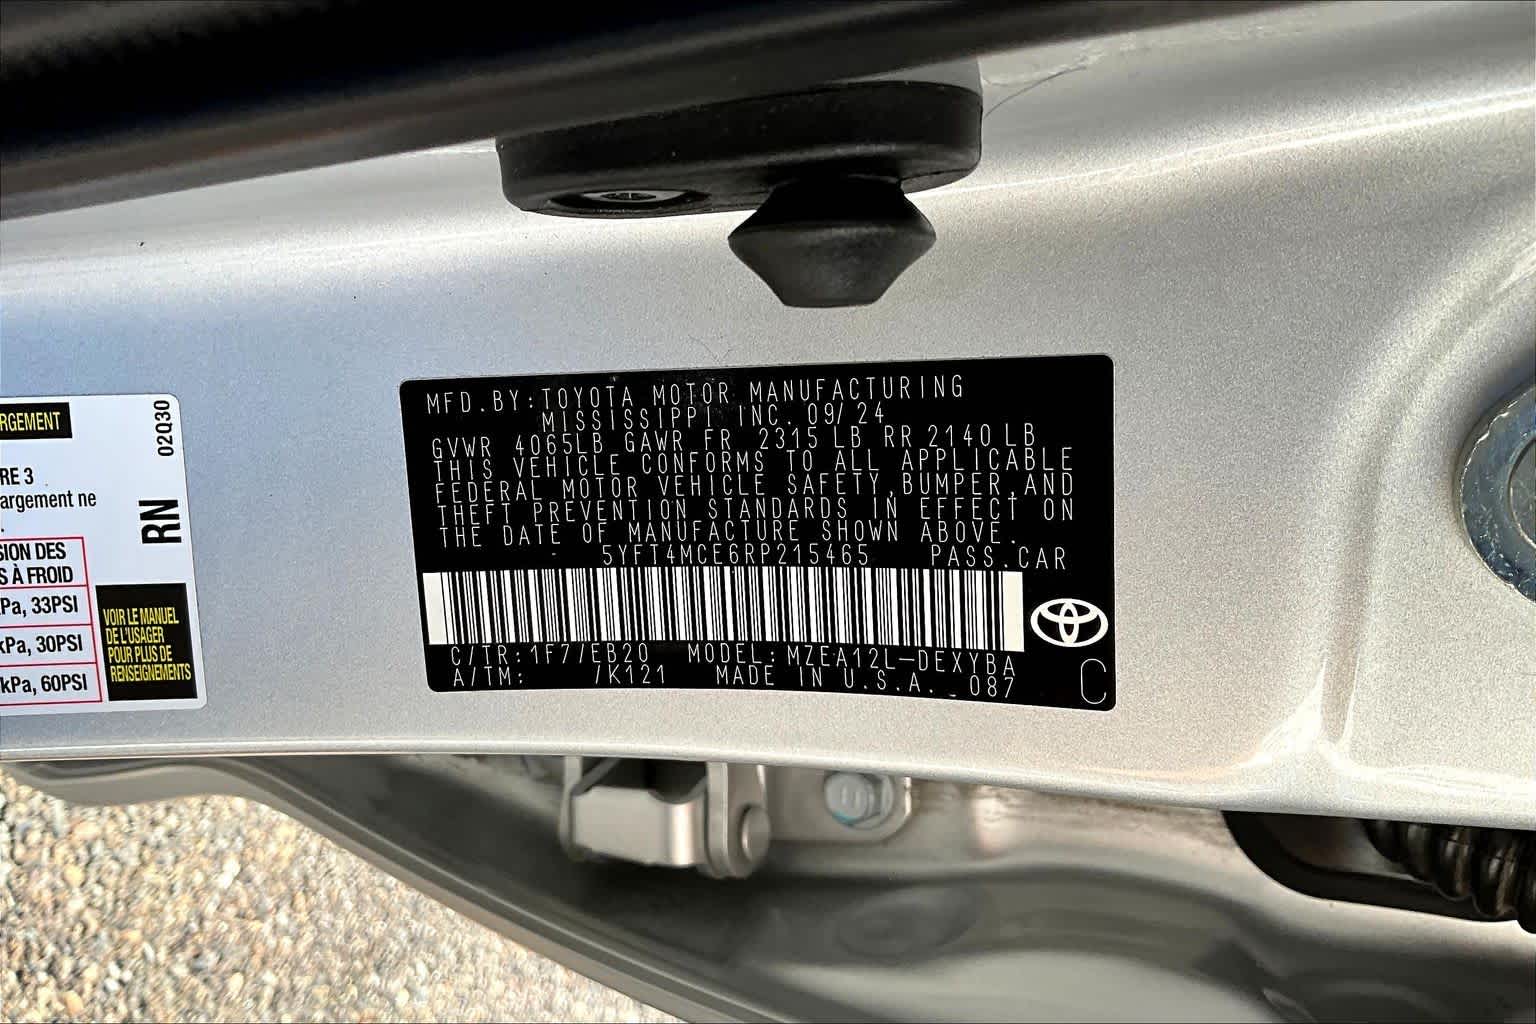 RGEMENT
02Q30
RE 3
argement ne
RN
SION DES
S À FROID
kPa, 33PSI
kPa, 30PSI
kPa, 60PSI
VOIR LE MANUEL
DE L'USAGER
POUR PLUS DE
RENSEIGNEMENTS
MFD.BY:TOYOTA MOTOR MANUFACTURING
MISSISSIPPI INC. 09/24
GVWR 4065LB GAWR FR 2315 LB RR 2140 LB
THIS VEHICLE CONFORMS TO ALL APPLICABLE
FEDERAL MOTOR VEHICLE SAFETY,BUMPER,AND
THEFT PREVENTION STANDARDS IN EFFECT ON
THE DATE OF MANUFACTURE SHOWN ABOVE.
5YFT4MCE6RP215465 PASS.CAR
C/TR:1F7/EB20 MODEL:MZEA12L-DEXYBA
A/TM: /K121 MADE IN U.S.A. 087
C